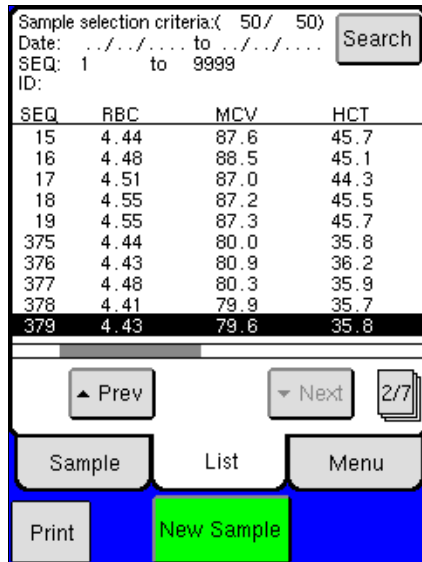 Sample selection criteria:( 50/ 50)
Date: ../../.... to ../../....
Search
SEQ: 1 to 9999
ID:
SEQ RBC MCV HCT
15 4.44 87.6 45.7
16 4.48 88.5 45.1
17 4.51 87.0 44.3
18 4.55 87.2 45.5
19 4.55 87.3 45.7
375 4.44 80.0 35.8
376 4.43 80.9 36.2
377 4.48 80.3 35.9
378 4.41 79.9 35.7
379 4.43 79.6 35.8
Prev Next 2/7
Sample List Menu
Print New Sample